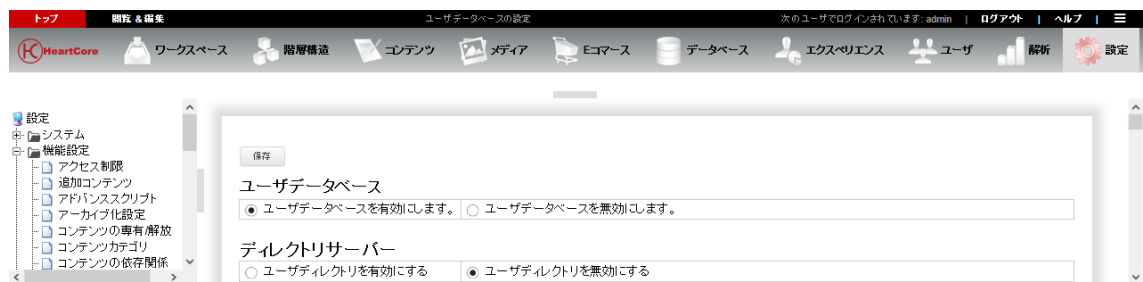 トップ 閲覧 & 編集 ユーザデータベースの設定 次のユーザでログインされています: admin | ログアウト | ヘルプ |
HeartCore ワークスペース 階層構造 コンテンツ メディア Eコマース データベース エクスペリエンス ユーザ 解析 設定
設定
システム
機能設定
アクセス制限
追加コンテンツ
アドバンススクリプト
アーカイブ化設定
コンテンツの専有/解放
コンテンツカテゴリ
コンテンツの依存関係
保存
ユーザデータベース
ユーザデータベースを有効にします。 ユーザデータベースを無効にします。
ディレクトリサーバー
ユーザディレクトリを有効にする ユーザディレクトリを無効にする